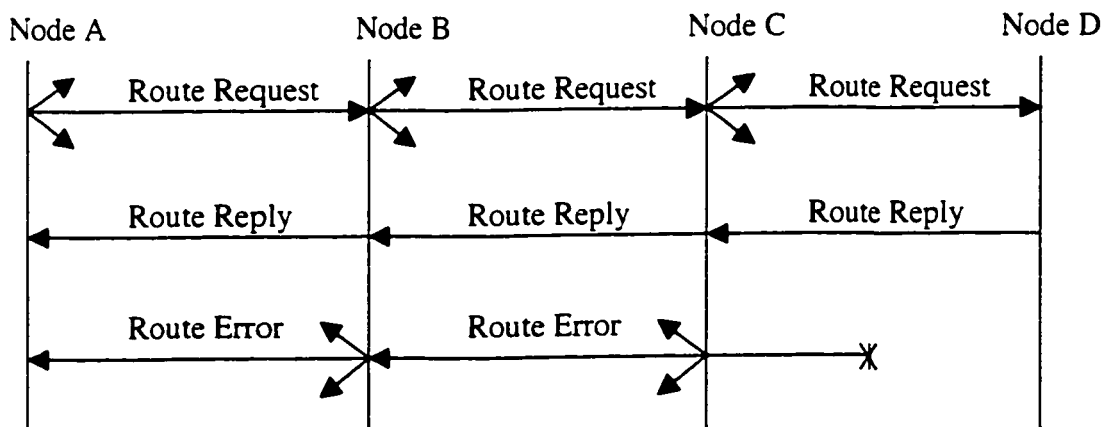 Node A
Node B
Node C
Node D
Route Request
Route Request
Route Request
Route Reply
Route Reply
Route Reply
Route Error
Route Error